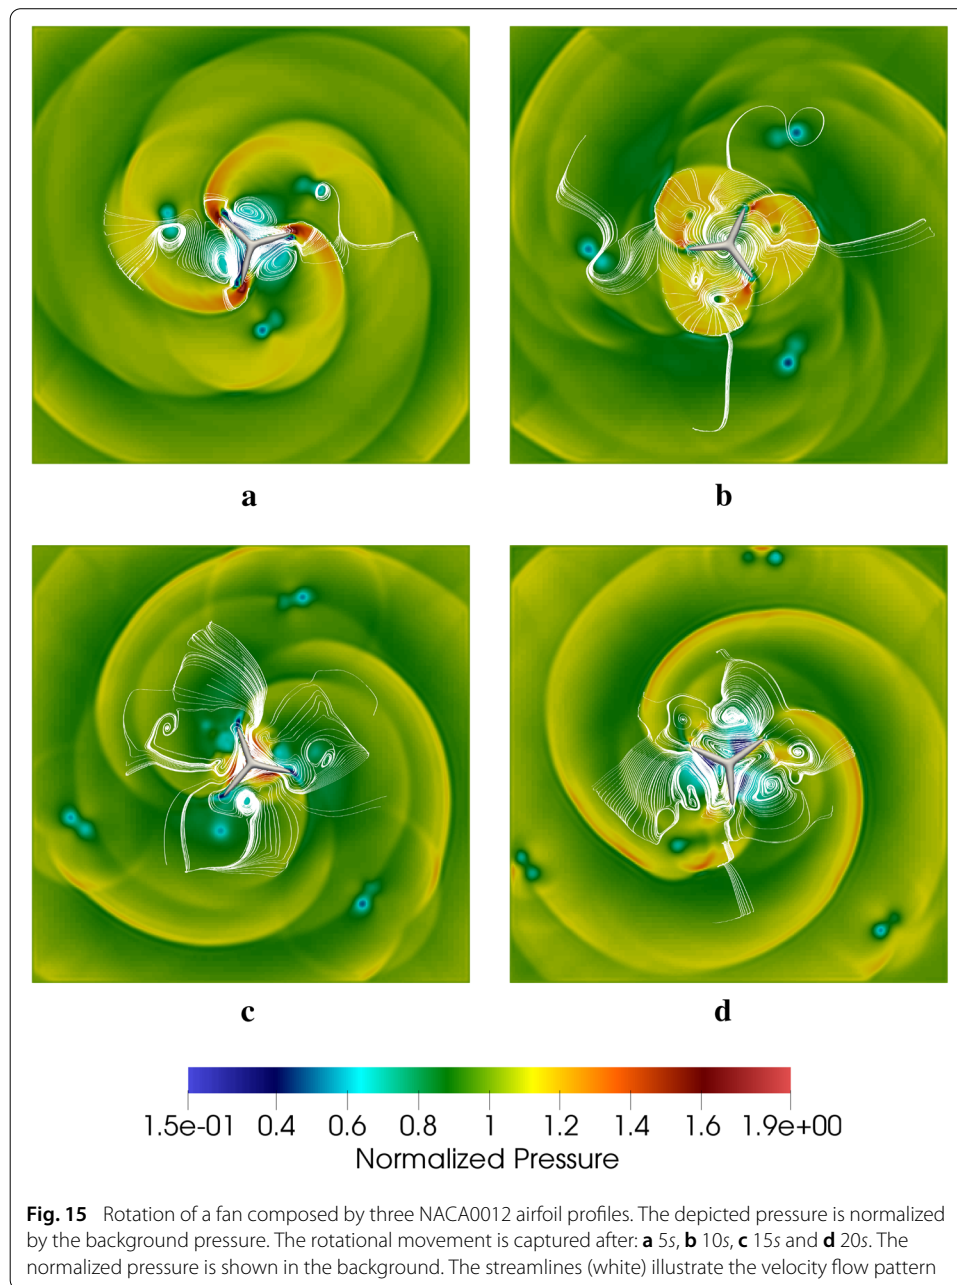 a
b
c
d
1.5e-01 0.4 0.6 0.8 1 1.2 1.4 1.6 1.9e+00
Normalized Pressure
Fig. 15 Rotation of a fan composed by three NACA0012 airfoil profiles. The depicted pressure is normalized
by the background pressure. The rotational movement is captured after: a 5s, b 10s, c 15s and d 20s. The
normalized pressure is shown in the background. The streamlines (white) illustrate the velocity flow pattern